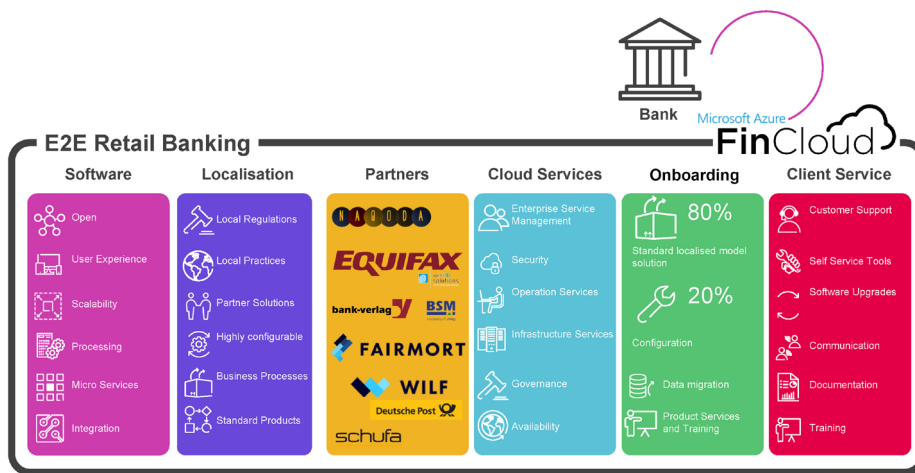 Bank
Microsoft Azure
FinCloud
E2E Retail Banking
Software
Open
User Experience
Scalability
Processing
Micro Services
Integration
Localisation
Local Regulations
Local Practices
Partner Solutions
Highly configurable
Business Processes
Standard Products
Partners
NAQODA
EQUIFAX
solutions
bank-verlag
BSM
FAIRMORT
WILF
Deutsche Post
schufa
Cloud Services
Enterprise Service
Management
Security
Operation Services
Infrastructure Services
Governance
Availability
Onboarding
80%
Standard localised model
solution
20%
Configuration
Data migration
Product Services
and Training
Client Service
Customer Support
Self Service Tools
Software Upgrades
Communication
Documentation
Training